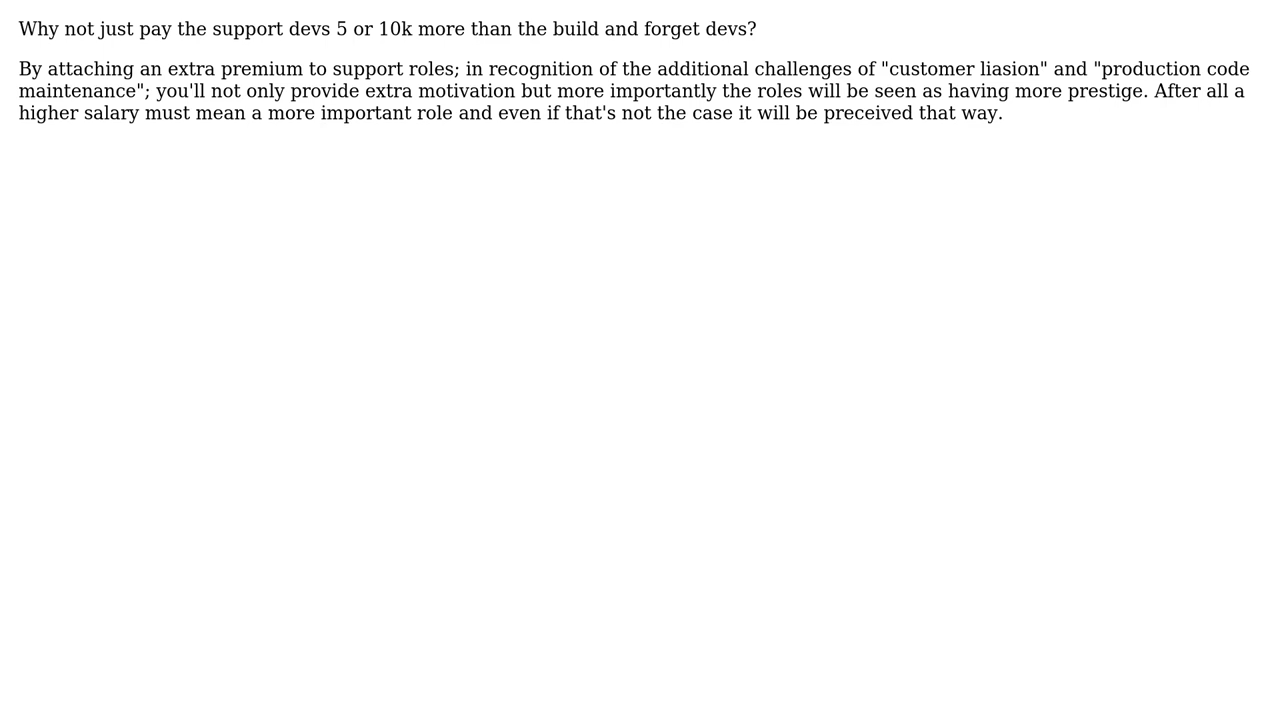 Why not just pay the support devs 5 or 10k more than the build and forget devs?
By attaching an extra premium to support roles; in recognition of the additional challenges of "customer liasion" and "production code
maintenance"; you'll not only provide extra motivation but more importantly the roles will be seen as having more prestige. After all a
higher salary must mean a more important role and even if that's not the case it will be preceived that way.